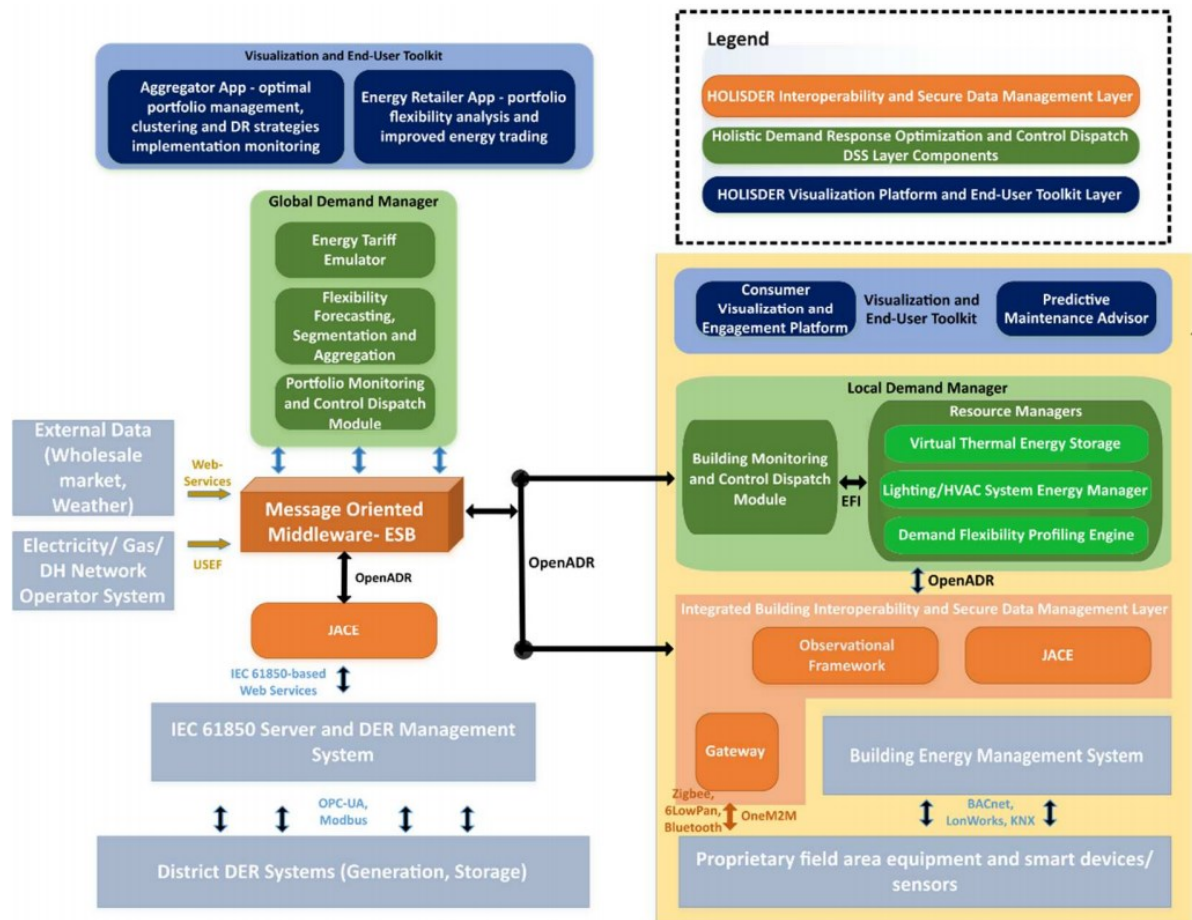 Visualization and End-User Toolkit
Aggregator App - optimal
portfolio management,
clustering and DR strategies
implementation monitoring
Energy Retailer App - portfolio
flexibility analysis and
improved energy trading
Global Demand Manager
Energy Tariff
Emulator
Flexibility
Forecasting,
Segmentation and
Aggregation
Portfolio Monitoring
and Control Dispatch
Module
External Data
(Wholesale
market,
Weather)
Web-
Services
Electricity/ Gas/
DH Network
Operator System
USEF
Message Oriented
Middleware- ESB
OpenADR
JACE
IEC 61850-based
Web Services
IEC 61850 Server and DER Management
System
OPC-UA,
Modbus
District DER Systems (Generation, Storage)
OpenADR
Legend
HOLISDER Interoperability and Secure Data Management Layer
Holistic Demand Response Optimization and Control Dispatch
DSS Layer Components
HOLISDER Visualization Platform and End-User Toolkit Layer
Consumer
Visualization and
Engagement Platform
Visualization and
End-User Toolkit
Predictive
Maintenance Advisor
Local Demand Manager
Building Monitoring
and Control Dispatch
Module
EFI
Resource Managers
Virtual Thermal Energy Storage
Lighting/HVAC System Energy Manager
Demand Flexibility Profiling Engine
OpenADR
Integrated Building Interoperability and Secure Data Management Layer
Observational
Framework
JACE
Gateway
Building Energy Management System
Zigbee,
6LowPan,
Bluetooth
OneM2M
BACnet,
LonWorks, KNX
Proprietary field area equipment and smart devices/
sensors